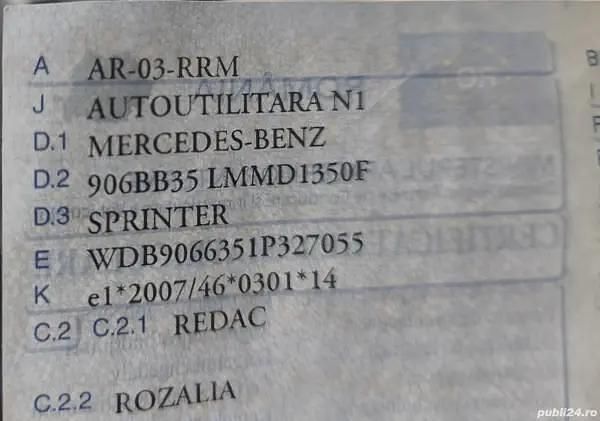 A AR-03-RRM
J AUTOUTILITARA N1
D.1 MERCEDES-BENZ
D.2 906BB35 LMMD1350F
D.3 SPRINTER
E WDB9066351P327055
K e1*2007/46*0301*14
C.2 C.2.1 REDAC
C.2.2 ROZALIA
publi24.ro